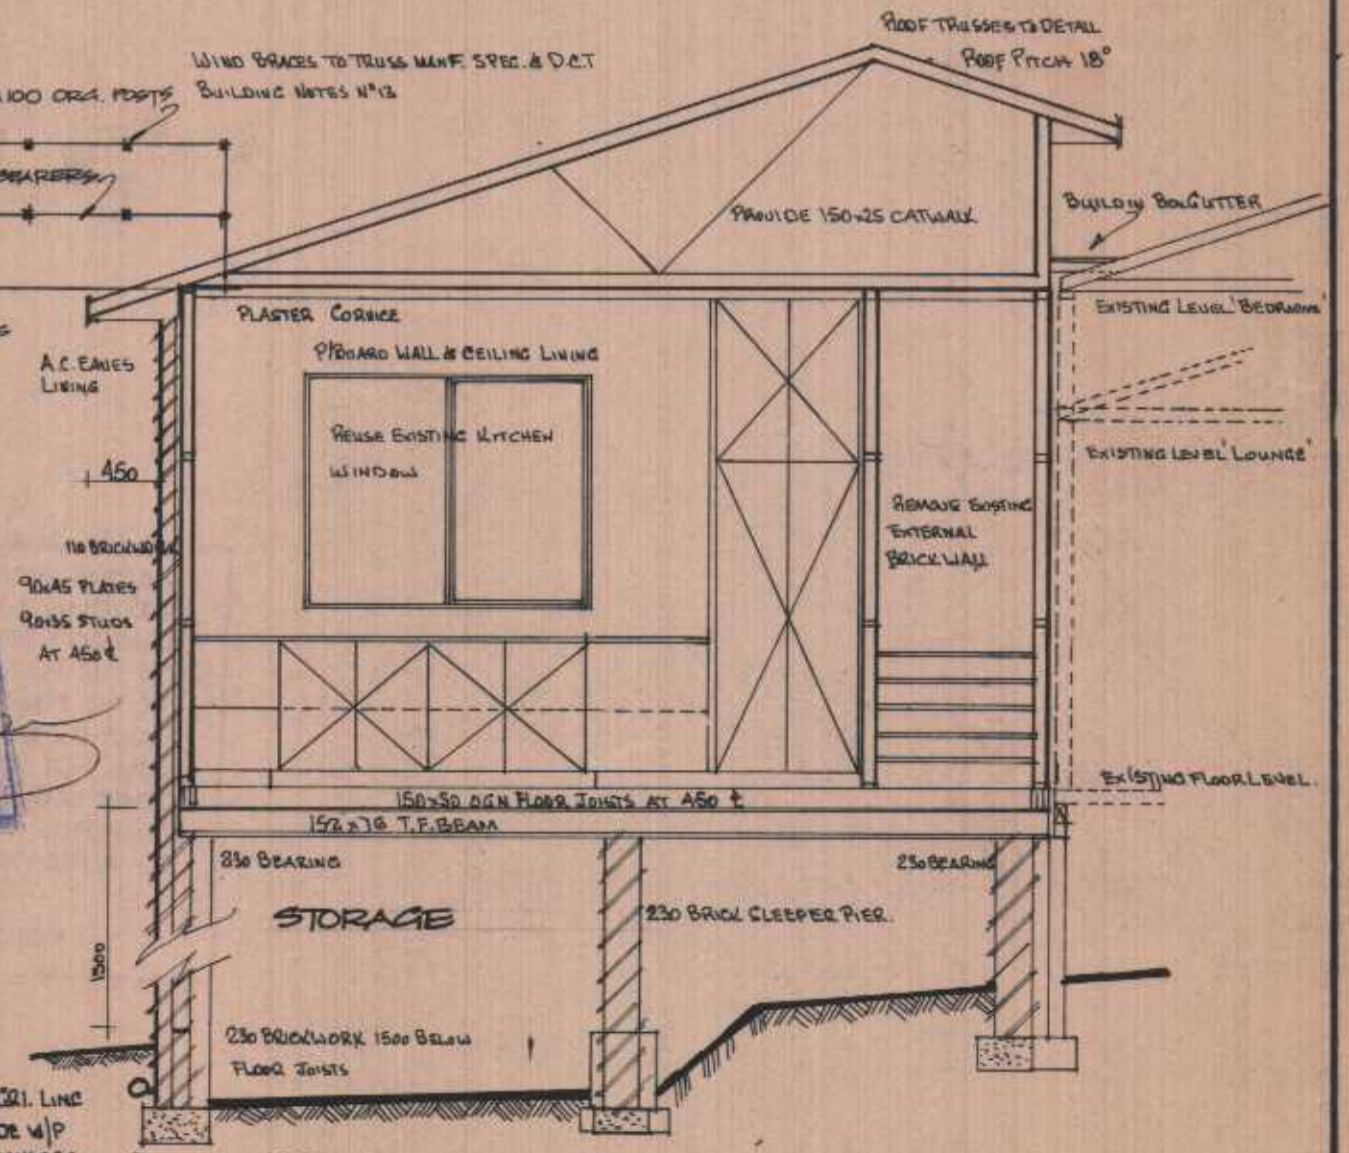 ROOF TRUSSES TO DETAIL
ROOF PITCH 18°
WIND BRACES TO TRUSS MANF. SPEC. & D.C.T
BUILDING NOTES Nº13
100 ORG. POSTS
BEARERS
PROVIDE 150x25 CATWALK
BUILD IN BOX GUTTER
PLASTER CORNICE
P/BOARD WALL & CEILING LINING
A.C. EAVES
LINING
EXISTING LEVEL 'BEDROOMS'
REUSE EXISTING KITCHEN
WINDOW
EXISTING LEVEL 'LOUNGE'
450
REMOVE EXISTING
EXTERNAL
BRICK WALL
110 BRICKWORK
90x45 PLATES
90x35 STUDS
AT 450 ℄
EXISTING FLOOR LEVEL.
150x50 OGN FLOOR JOISTS AT 450 ℄
152x76 T.F. BEAM
230 BEARING
230 BEARING
STORAGE
230 BRICK SLEEPER PIER.
1500
230 BRICKWORK 1500 BELOW
FLOOR JOISTS
LINE
W/P